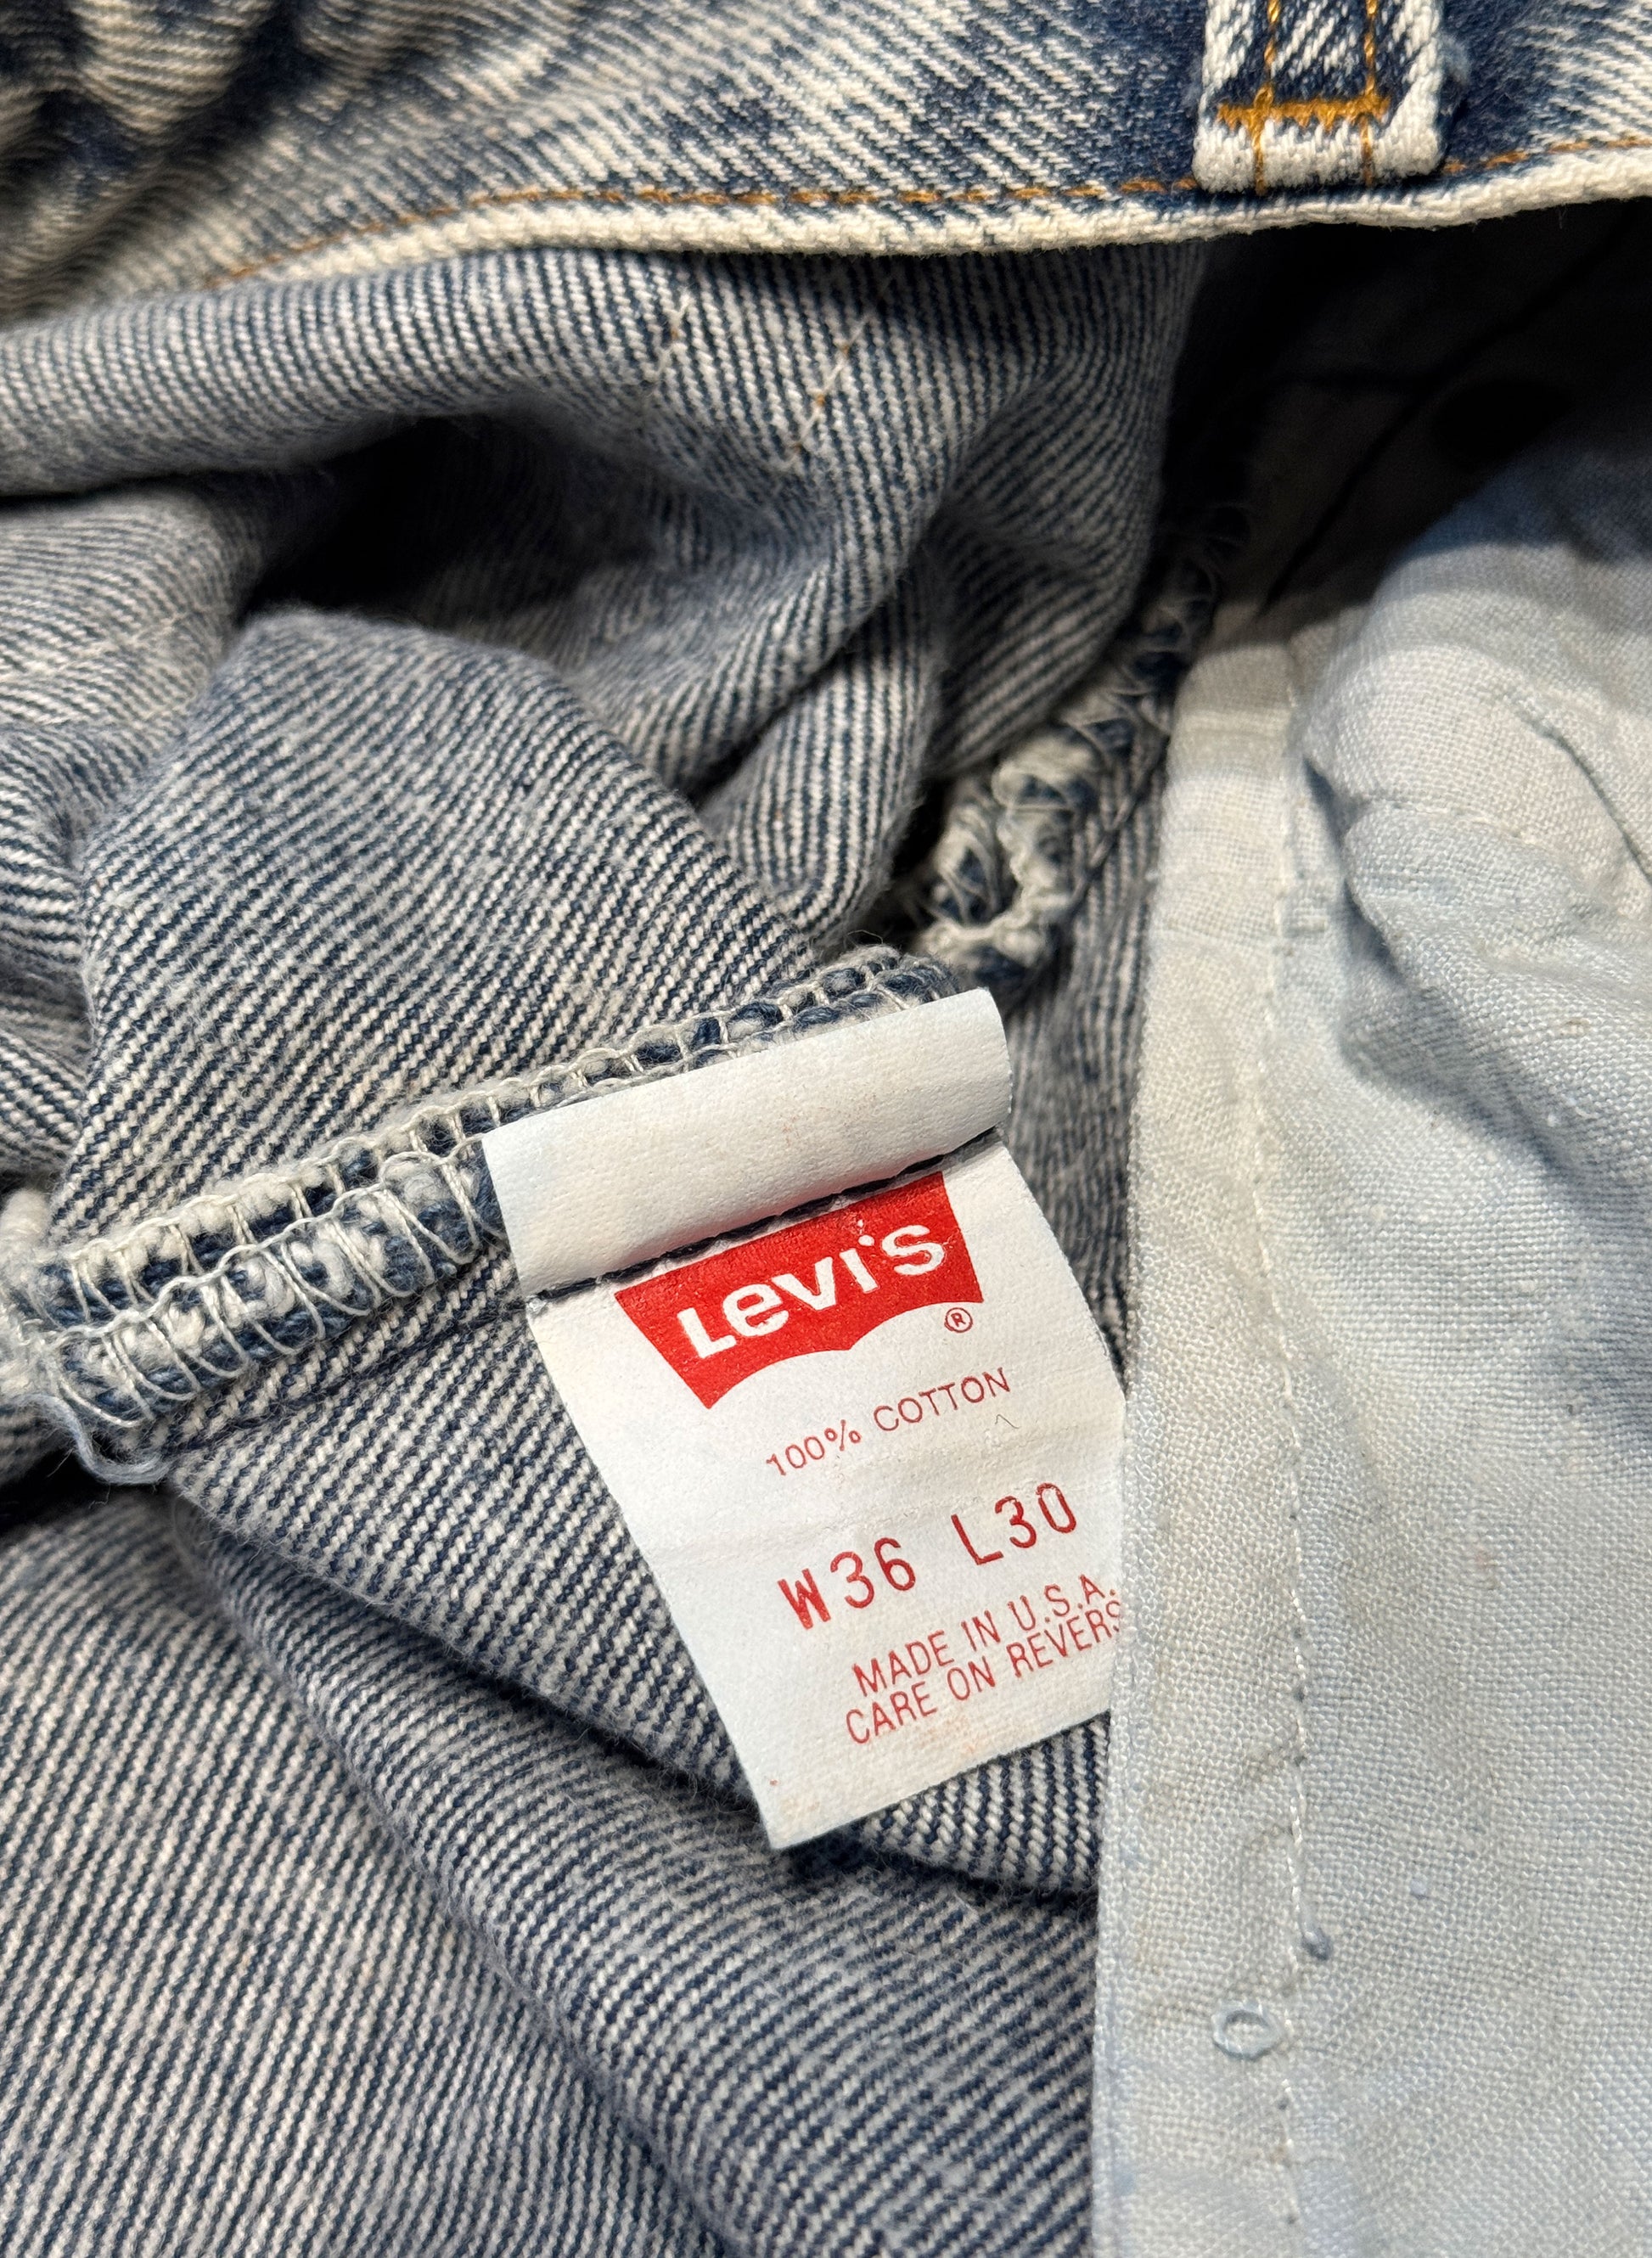 Levi's
®
100% COTTON
W36 L30
MADE IN U.S.A.
CARE ON REVERS